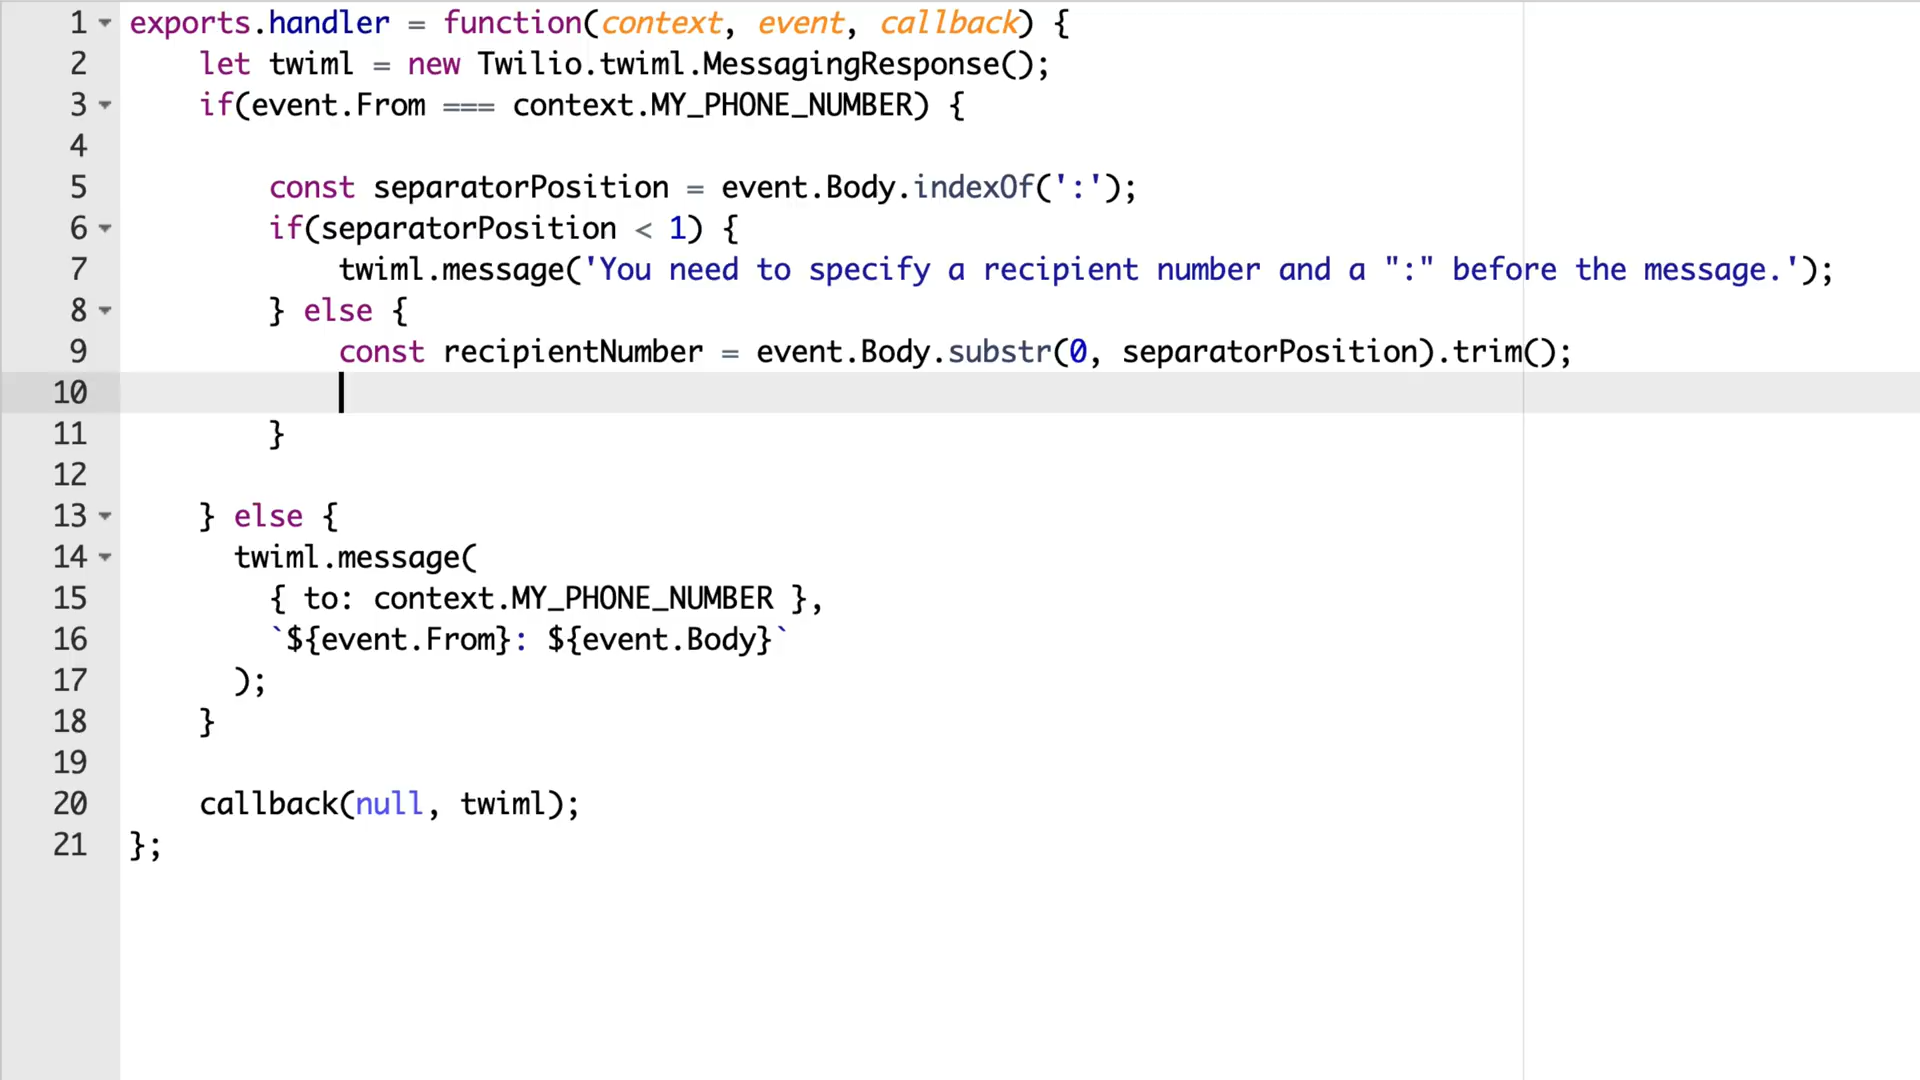 1 exports.handler = function(context, event, callback) {
2 let twiml = new Twilio.twiml.MessagingResponse();
3 if(event.From === context.MY_PHONE_NUMBER) {
4
5 const separatorPosition = event.Body.indexOf(':');
6 if(separatorPosition < 1) {
7 twiml.message('You need to specify a recipient number and a ":" before the message.');
8 } else {
9 const recipientNumber = event.Body.substr(0, separatorPosition).trim();
10
11 }
12
13 } else {
14 twiml.message(
15 { to: context.MY_PHONE_NUMBER },
16 `${event.From}: ${event.Body}`
17 );
18 }
19
20 callback(null, twiml);
21 };